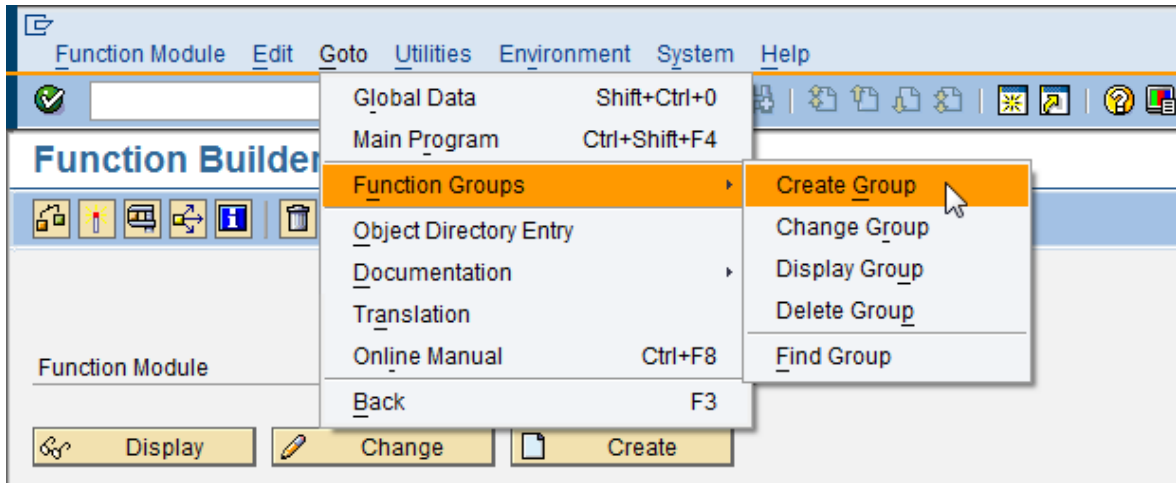 Function Module Edit Goto Utilities Environment System Help
Global Data Shift+Ctrl+0
Main Program Ctrl+Shift+F4
Function Builder
Function Groups
Create Group
Change Group
Display Group
Delete Group
Find Group
Object Directory Entry
Documentation
Translation
Online Manual Ctrl+F8
Back F3
Function Module
Display Change Create